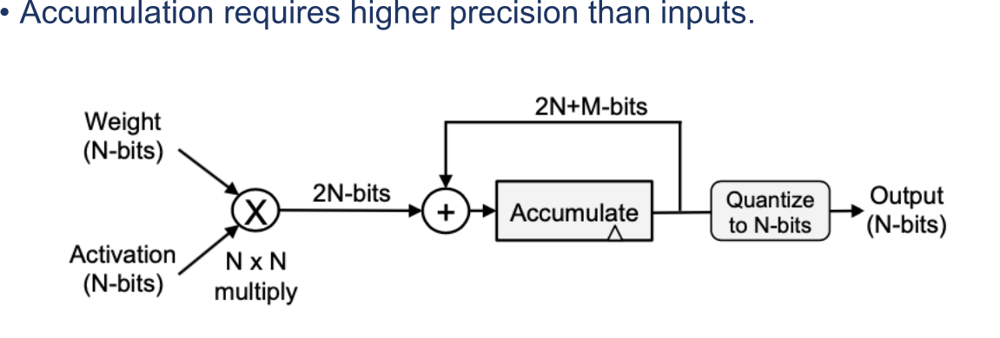 • Accumulation requires higher precision than inputs.
2N+M-bits
Weight
(N-bits)
2N-bits
X
+
Accumulate
Quantize
to N-bits
Output
(N-bits)
Activation
(N-bits)
N x N
multiply